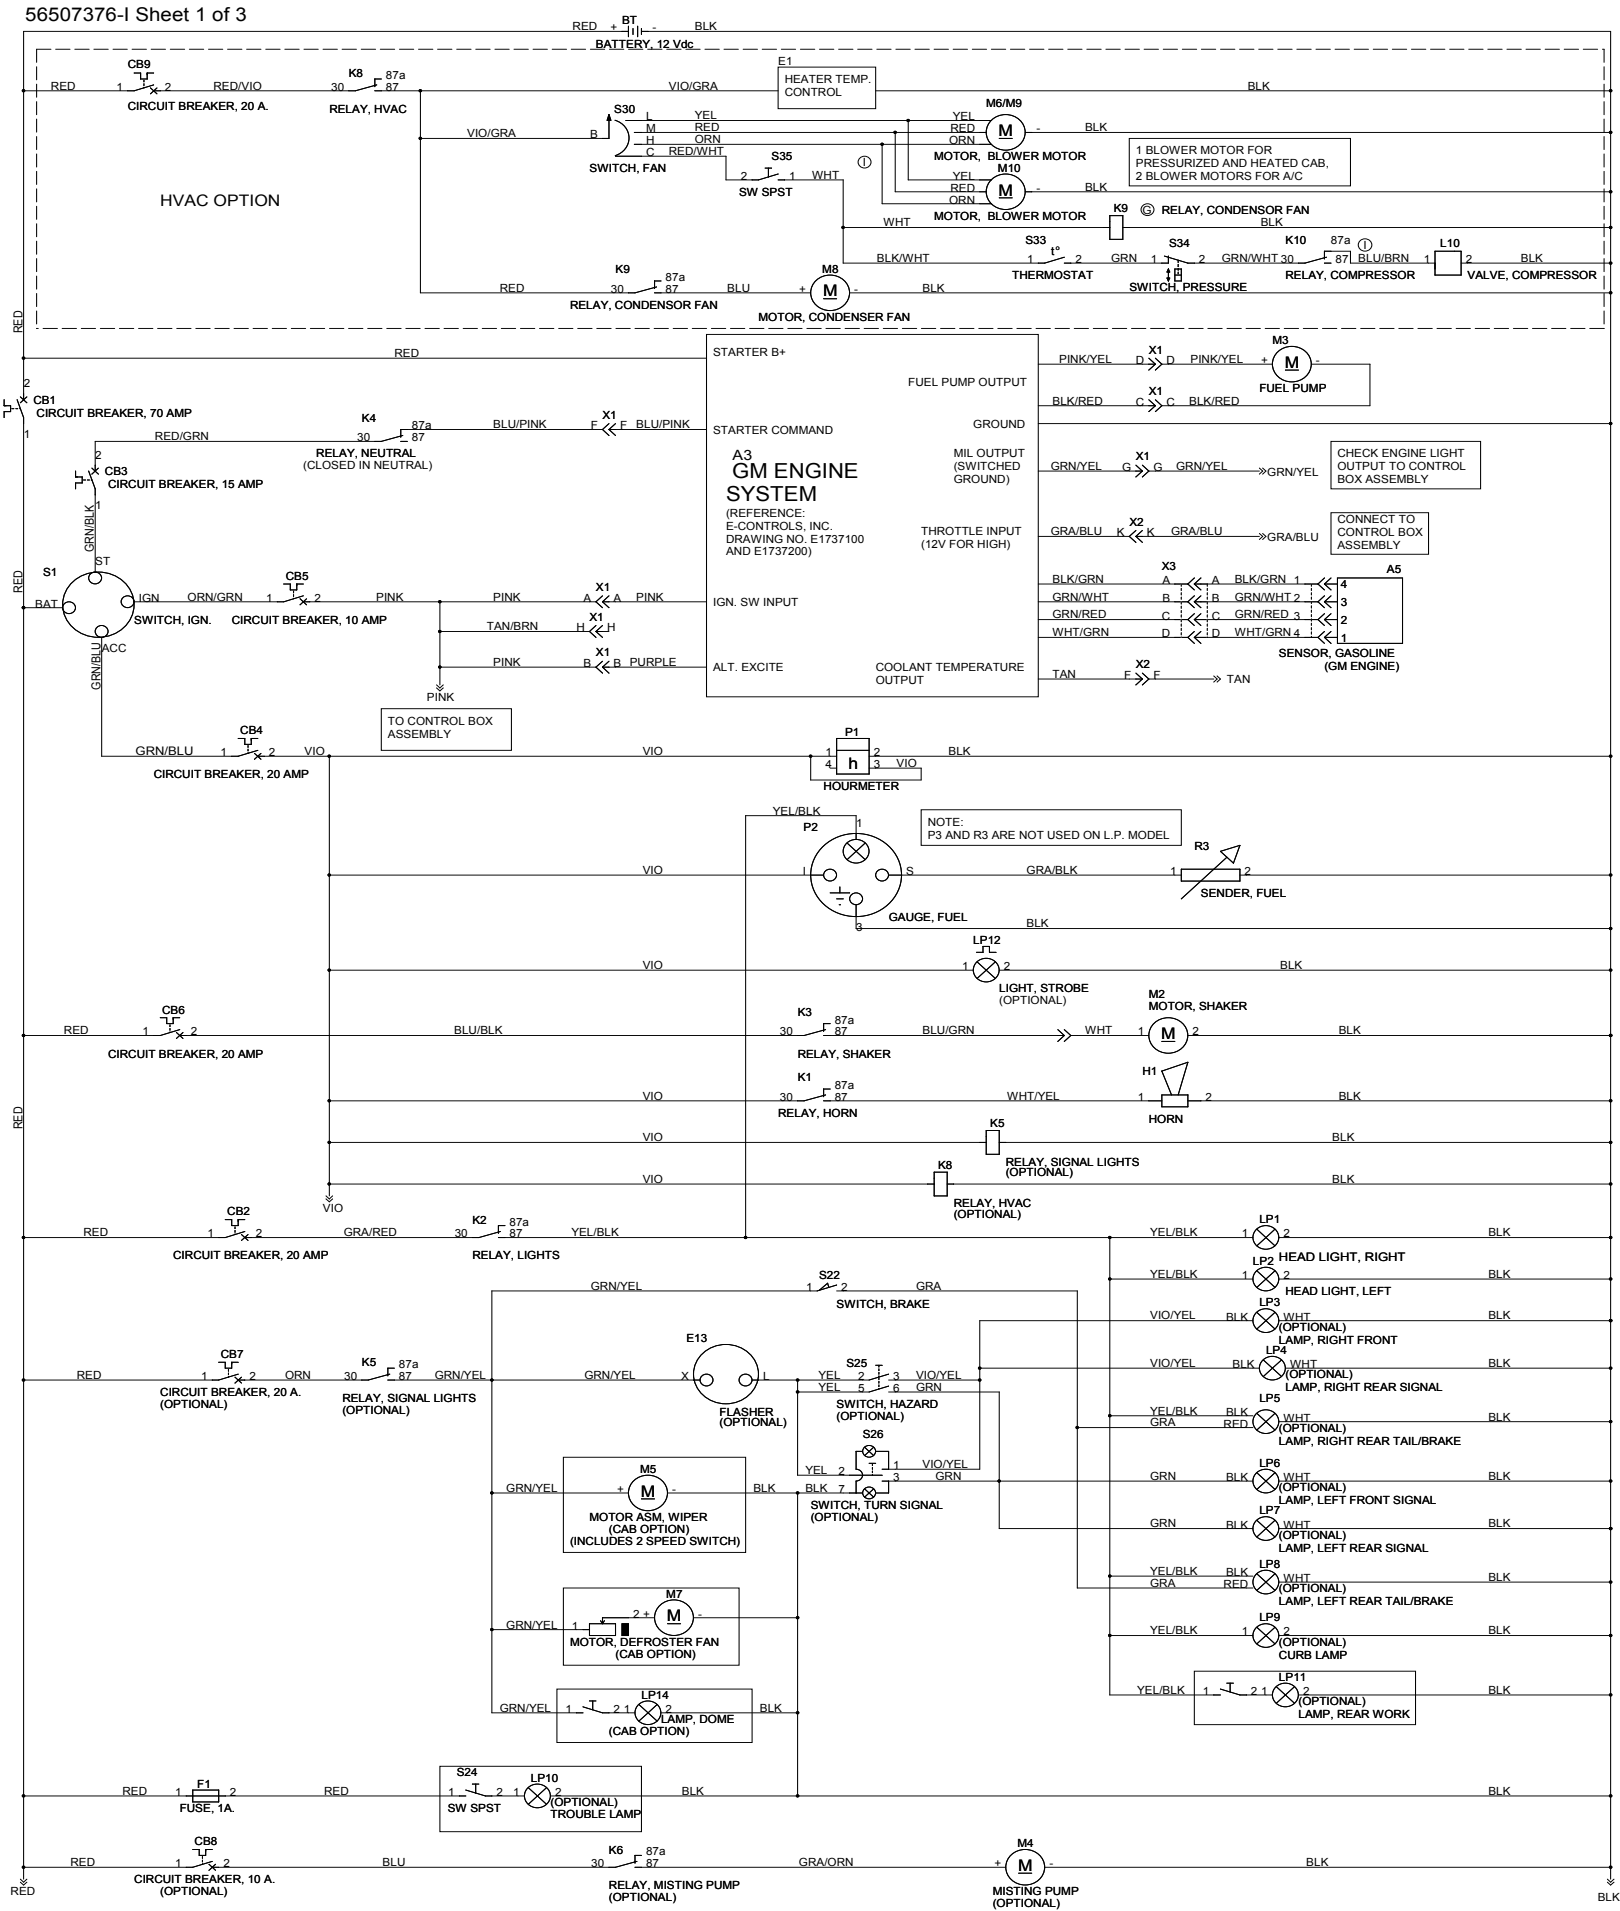 56507376-I Sheet 1 of 3
RED + BT - BLK
BATTERY, 12 Vdc
RED 1 CB9 2 RED/VIO 30 K8 87a 87 VIO/GRA BLK
CIRCUIT BREAKER, 20 A.
RELAY, HVAC
E1
HEATER TEMP.
CONTROL
VIO/GRA B S30
L YEL YEL
M RED RED
H ORN ORN
C RED/WHT
SWITCH, FAN
M6/M9
M - BLK
MOTOR, BLOWER MOTOR
S35
2 1 WHT
SW SPST
I
M10
YEL
RED M - BLK
ORN
MOTOR, BLOWER MOTOR
1 BLOWER MOTOR FOR
PRESSURIZED AND HEATED CAB,
2 BLOWER MOTORS FOR A/C
HVAC OPTION
K9 G RELAY, CONDENSOR FAN
WHT BLK
BLK/WHT 1 S33 t° 2 GRN 1 S34 2 GRN/WHT 30 K10 87a 87 I BLU/BRN 1 L10 2 BLK
THERMOSTAT
SWITCH, PRESSURE
RELAY, COMPRESSOR
VALVE, COMPRESSOR
RED 30 K9 87a 87 BLU + M8 M - BLK
RELAY, CONDENSOR FAN
MOTOR, CONDENSER FAN
RED
RED
STARTER B+
2
CB1
CIRCUIT BREAKER, 70 AMP
1
RED/GRN 30 K4 87a 87 BLU/PINK F X1 F BLU/PINK
RELAY, NEUTRAL
(CLOSED IN NEUTRAL)
STARTER COMMAND
2
CB3
CIRCUIT BREAKER, 15 AMP
1
GRN/BLK
A3
GM ENGINE
SYSTEM
(REFERENCE:
E-CONTROLS, INC.
DRAWING NO. E1737100
AND E1737200)
FUEL PUMP OUTPUT
PINK/YEL D X1 D PINK/YEL + M3 M -
FUEL PUMP
BLK/RED C X1 C BLK/RED
GROUND
MIL OUTPUT
(SWITCHED
GROUND)
GRN/YEL G X1 G GRN/YEL GRN/YEL
CHECK ENGINE LIGHT
OUTPUT TO CONTROL
BOX ASSEMBLY
THROTTLE INPUT
(12V FOR HIGH)
GRA/BLU K X2 K GRA/BLU GRA/BLU
CONNECT TO
CONTROL BOX
ASSEMBLY
X3 A5
BLK/GRN A A BLK/GRN 1 4
GRN/WHT B B GRN/WHT 2 3
GRN/RED C C GRN/RED 3 2
WHT/GRN D D WHT/GRN 4 1
SENSOR, GASOLINE
(GM ENGINE)
COOLANT TEMPERATURE
OUTPUT
TAN F X2 F TAN
RED
S1
ST
BAT
IGN ORN/GRN 1 CB5 2 PINK PINK A X1 A PINK
IGN. SW INPUT
SWITCH, IGN.
CIRCUIT BREAKER, 10 AMP
TAN/BRN H X1 H
ACC
PINK B X1 B PURPLE
ALT. EXCITE
GRN/BLU
PINK
TO CONTROL BOX
ASSEMBLY
GRN/BLU 1 CB4 2 VIO VIO P1 1 2 BLK
4 h 3 VIO
CIRCUIT BREAKER, 20 AMP
HOURMETER
YEL/BLK
P2 1
NOTE:
P3 AND R3 ARE NOT USED ON L.P. MODEL
VIO I S GRA/BLK 1 R3 2
SENDER, FUEL
GAUGE, FUEL
3 BLK
VIO 1 LP12 2 BLK
LIGHT, STROBE
(OPTIONAL)
RED 1 CB6 2 BLU/BLK 30 K3 87a 87 BLU/GRN WHT 1 M 2 BLK
CIRCUIT BREAKER, 20 AMP
RELAY, SHAKER
M2
MOTOR, SHAKER
RED
VIO 30 K1 87a 87 WHT/YEL 1 H1 2 BLK
RELAY, HORN
HORN
VIO K5 BLK
RELAY, SIGNAL LIGHTS
(OPTIONAL)
VIO K8 BLK
RELAY, HVAC
(OPTIONAL)
VIO
RED 1 CB2 2 GRA/RED 30 K2 87a 87 YEL/BLK YEL/BLK 1 LP1 2 BLK
CIRCUIT BREAKER, 20 AMP
RELAY, LIGHTS
HEAD LIGHT, RIGHT
YEL/BLK 1 LP2 2 BLK
HEAD LIGHT, LEFT
GRN/YEL 1 S22 2 GRA
SWITCH, BRAKE
VIO/YEL BLK LP3 WHT BLK
(OPTIONAL)
LAMP, RIGHT FRONT
RED 1 CB7 2 ORN 30 K5 87a 87 GRN/YEL GRN/YEL X E13 L
CIRCUIT BREAKER, 20 A.
(OPTIONAL)
RELAY, SIGNAL LIGHTS
(OPTIONAL)
FLASHER
(OPTIONAL)
S25
YEL 2 3 VIO/YEL
YEL 5 6 GRN
SWITCH, HAZARD
(OPTIONAL)
VIO/YEL BLK LP4 WHT BLK
(OPTIONAL)
LAMP, RIGHT REAR SIGNAL
YEL/BLK BLK LP5 WHT BLK
GRA RED
(OPTIONAL)
LAMP, RIGHT REAR TAIL/BRAKE
S26
YEL 2 1 VIO/YEL
3 GRN
BLK 7
SWITCH, TURN SIGNAL
(OPTIONAL)
GRN BLK LP6 WHT BLK
(OPTIONAL)
LAMP, LEFT FRONT SIGNAL
GRN/YEL + M5 M - BLK
MOTOR ASM, WIPER
(CAB OPTION)
(INCLUDES 2 SPEED SWITCH)
GRN BLK LP7 WHT BLK
(OPTIONAL)
LAMP, LEFT REAR SIGNAL
YEL/BLK BLK LP8 WHT BLK
GRA RED
(OPTIONAL)
LAMP, LEFT REAR TAIL/BRAKE
GRN/YEL 1 2 + M7 M -
MOTOR, DEFROSTER FAN
(CAB OPTION)
YEL/BLK 1 LP9 2 BLK
(OPTIONAL)
CURB LAMP
GRN/YEL 1 2 1 LP14 2 BLK
LAMP, DOME
(CAB OPTION)
YEL/BLK 1 2 1 LP11 2 BLK
(OPTIONAL)
LAMP, REAR WORK
RED 1 F1 2 RED 1 S24 2 1 LP10 2 BLK BLK
FUSE, 1A.
SW SPST
(OPTIONAL)
TROUBLE LAMP
RED 1 CB8 2 BLU 30 K6 87a 87 GRA/ORN + M4 M - BLK
CIRCUIT BREAKER, 10 A.
(OPTIONAL)
RELAY, MISTING PUMP
(OPTIONAL)
MISTING PUMP
(OPTIONAL)
RED
BLK